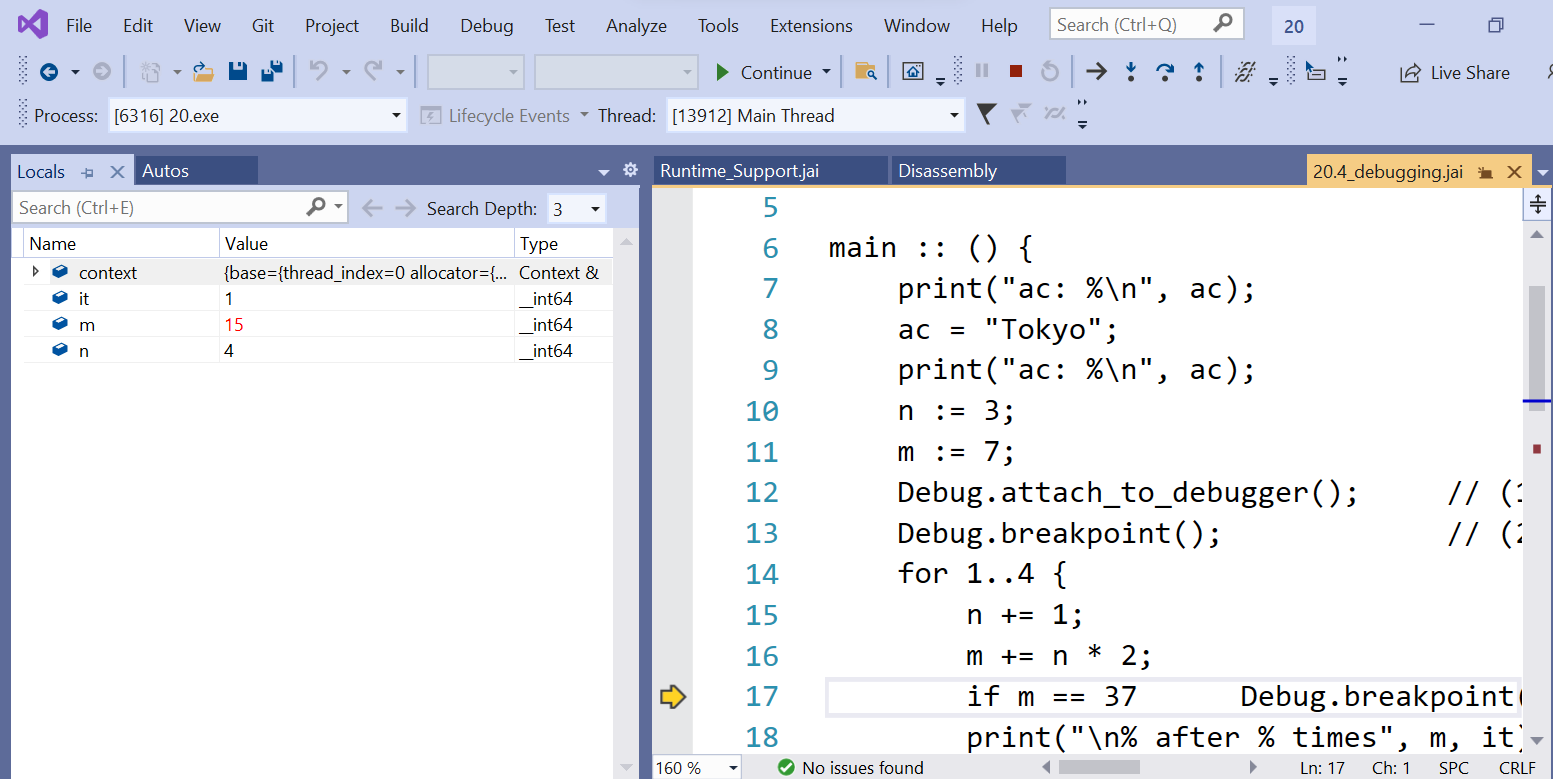 File Edit View Git Project Build Debug Test Analyze Tools Extensions Window Help Search (Ctrl+Q) 20
Continue Live Share
Process: [6316] 20.exe Lifecycle Events Thread: [13912] Main Thread
Locals Autos
Search (Ctrl+E) Search Depth: 3
Name Value Type
context {base={thread_index=0 allocator={... Context &
it 1 __int64
m 15 __int64
n 4 __int64
Runtime_Support.jai Disassembly 20.4_debugging.jai
5
6 main :: () {
7 print("ac: %\n", ac);
8 ac = "Tokyo";
9 print("ac: %\n", ac);
10 n := 3;
11 m := 7;
12 Debug.attach_to_debugger(); // (1
13 Debug.breakpoint(); // (2
14 for 1..4 {
15 n += 1;
16 m += n * 2;
17 if m == 37 Debug.breakpoint(
18 print("\n% after % times", m, it)
160 % No issues found Ln: 17 Ch: 1 SPC CRLF